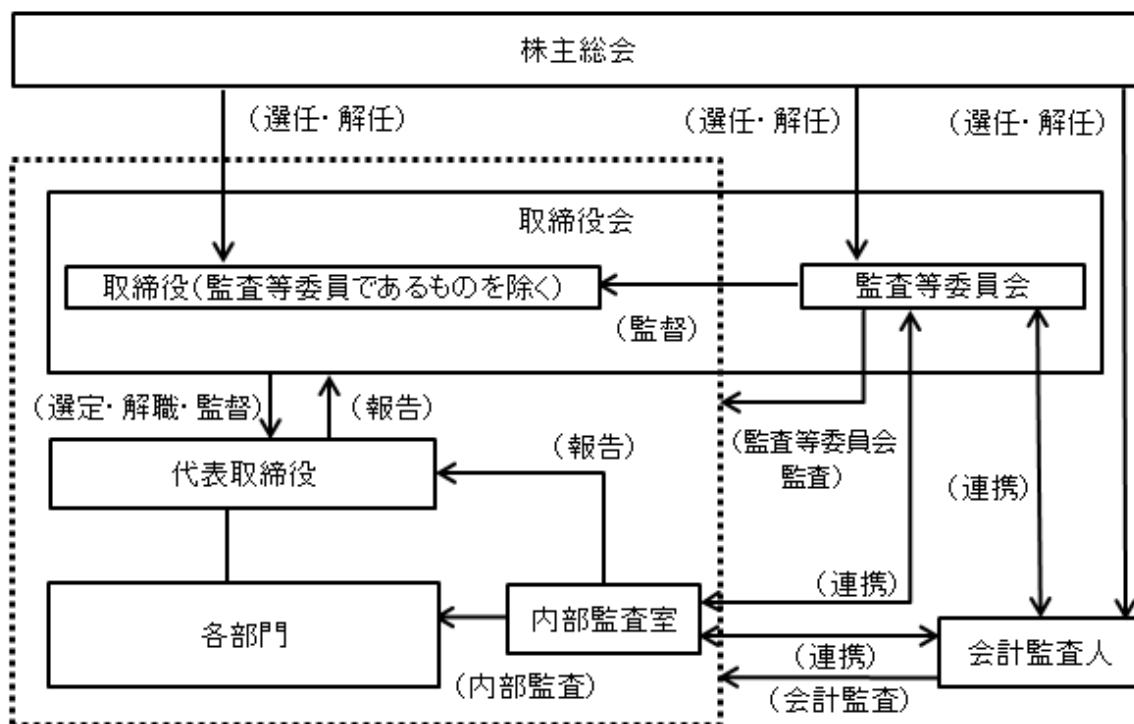 株主総会
（選任・解任）
（選任・解任）
（選任・解任）
取締役会
取締役（監査等委員であるものを除く）
監査等委員会
（監督）
（選定・解職・監督）
（報告）
（報告）
（監査等委員会
監査）
代表取締役
（連携）
（連携）
各部門
内部監査室
会計監査人
（連携）
（内部監査）
（会計監査）